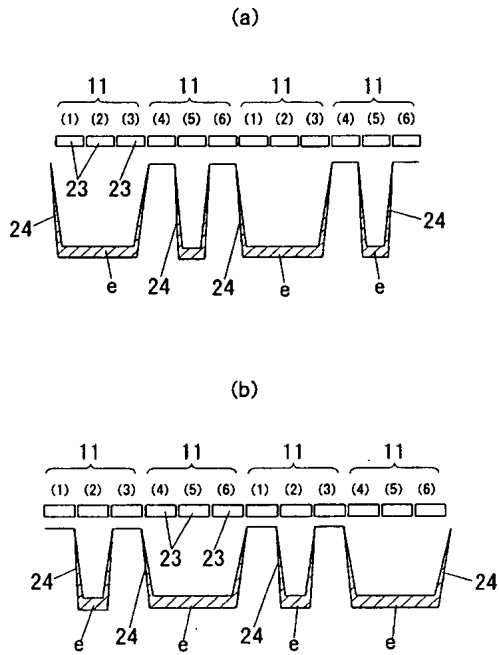 (a)
11 11 11 11
(1) (2) (3) (4) (5) (6) (1) (2) (3) (4) (5) (6)
23 23
24 24 24 24
e e e e
(b)
11 11 11 11
(1) (2) (3) (4) (5) (6) (1) (2) (3) (4) (5) (6)
23 23
24 24 24 24
e e e e